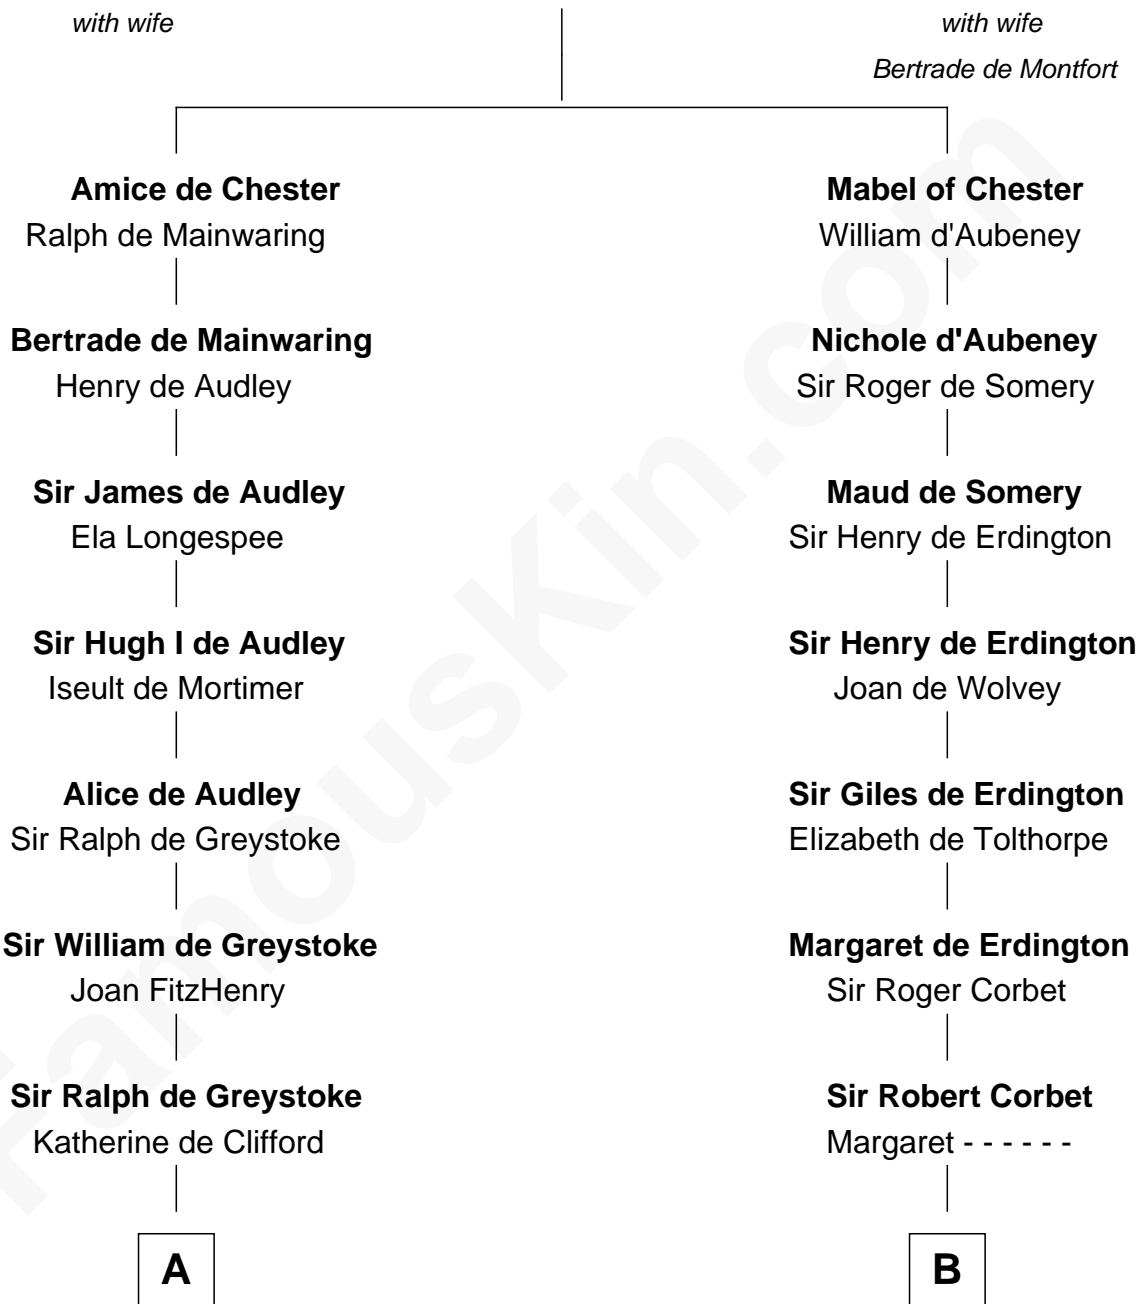 with wife
with wife
Bertrade de Montfort
Amice de Chester
Ralph de Mainwaring
Mabel of Chester
William d'Aubeney
Bertrade de Mainwaring
Henry de Audley
Nichole d'Aubeney
Sir Roger de Somery
Sir James de Audley
Ela Longespee
Maud de Somery
Sir Henry de Erdington
Sir Hugh I de Audley
Iseult de Mortimer
Sir Henry de Erdington
Joan de Wolvey
Alice de Audley
Sir Ralph de Greystoke
Sir Giles de Erdington
Elizabeth de Tolthorpe
Sir William de Greystoke
Joan FitzHenry
Margaret de Erdington
Sir Roger Corbet
Sir Ralph de Greystoke
Katherine de Clifford
Sir Robert Corbet
Margaret - - - - - -
A
B
FamousKin.com